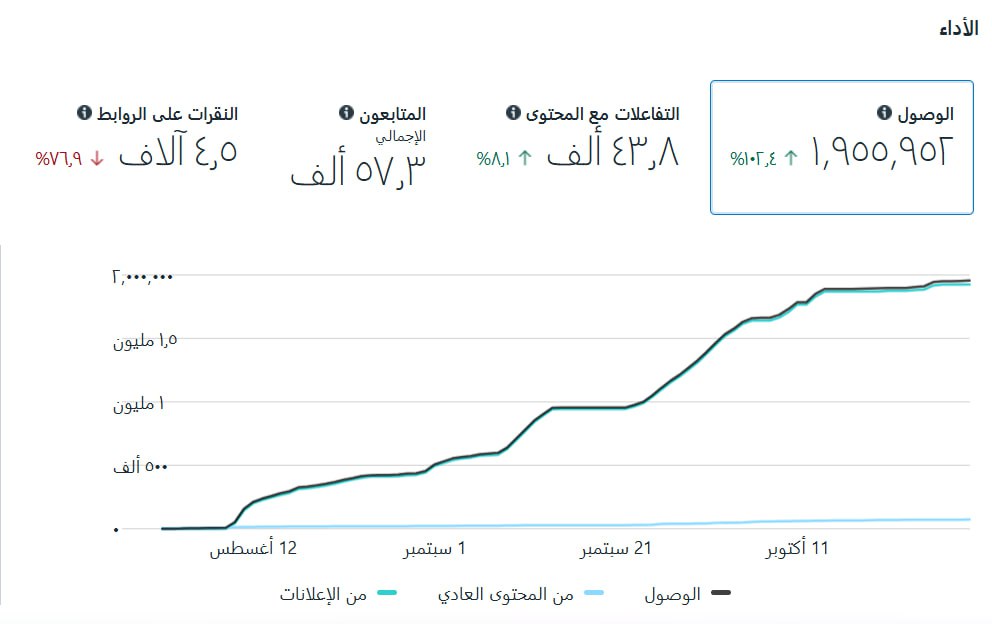 الأداء
الوصول
١,٩٥٥,٩٥٢ ↑ ١٠٢,٤%
التفاعلات مع المحتوى
٤٣,٨ ألف ↑ ٨,١%
المتابعون
الإجمالي
٥٧,٣ ألف
النقرات على الروابط
٤,٥ آلاف ↓ ٧٦,٩%
٢,٠٠٠,٠٠٠
١,٥ مليون
١ مليون
٥٠٠ ألف
٠
12 أغسطس
1 سبتمبر
21 سبتمبر
11 أكتوبر
الوصول
من المحتوى العادي
من الإعلانات